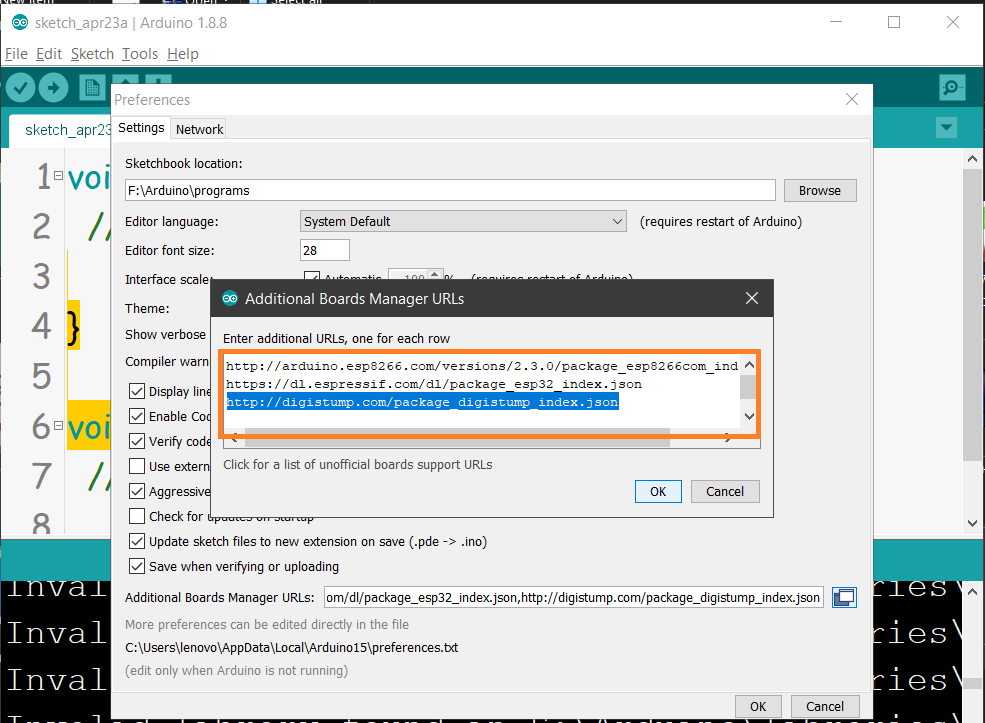 Select all
sketch_apr23a | Arduino 1.8.8
File Edit Sketch Tools Help
Preferences
sketch_apr23
Settings Network
Sketchbook location:
1 voi
F:\Arduino\programs Browse
2 //
Editor language: System Default (requires restart of Arduino)
Editor font size: 28
3
Interface scale: Automatic 100 % (requires restart of Arduino)
Additional Boards Manager URLs
Theme:
4 }
Show verbose
Enter additional URLs, one for each row
Compiler warn
http://arduino.esp8266.com/versions/2.3.0/package_esp8266com_ind
5
https://dl.espressif.com/dl/package_esp32_index.json
Display line
http://digistump.com/package_digistump_index.json
Enable Cod
6 voi
Verify code
Click for a list of unofficial boards support URLs
Use extern
7 //
Aggressive
OK Cancel
Check for updates on startup
8
Update sketch files to new extension on save (.pde -> .ino)
Save when verifying or uploading
Additional Boards Manager URLs: om/dl/package_esp32_index.json,http://digistump.com/package_digistump_index.json
More preferences can be edited directly in the file
C:\Users\lenovo\AppData\Local\Arduino15\preferences.txt
(edit only when Arduino is not running)
Inval ries\
Inval ries\
Inval ries\
OK Cancel